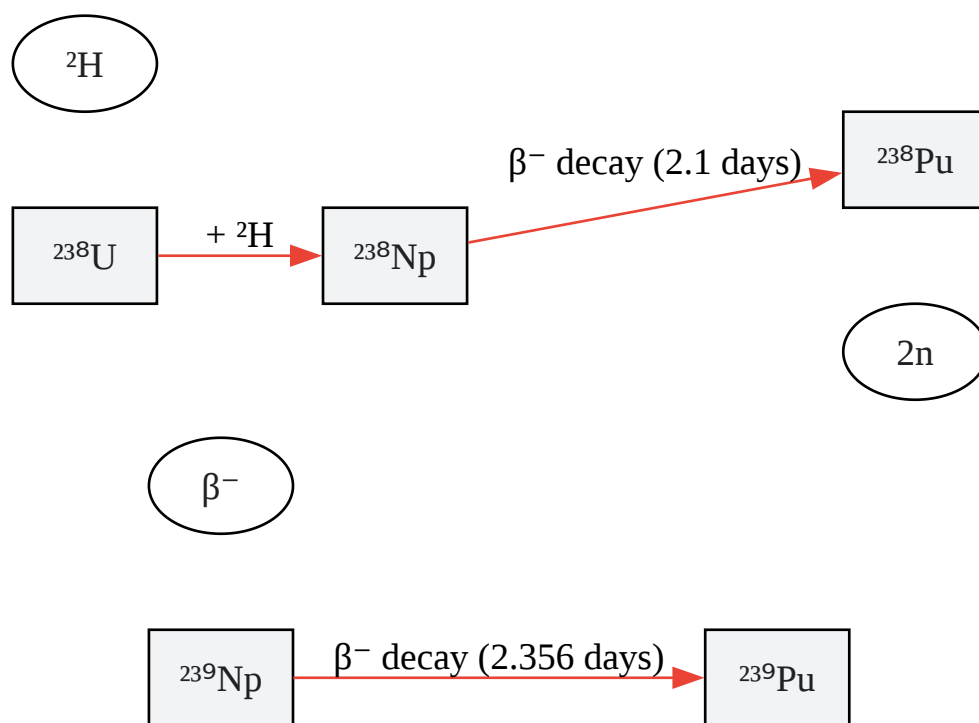 ²H
β⁻ decay (2.1 days)
²³⁸Pu
²³⁸U
+ ²H
²³⁸Np
2n
β⁻
²³⁹Np
β⁻ decay (2.356 days)
²³⁹Pu